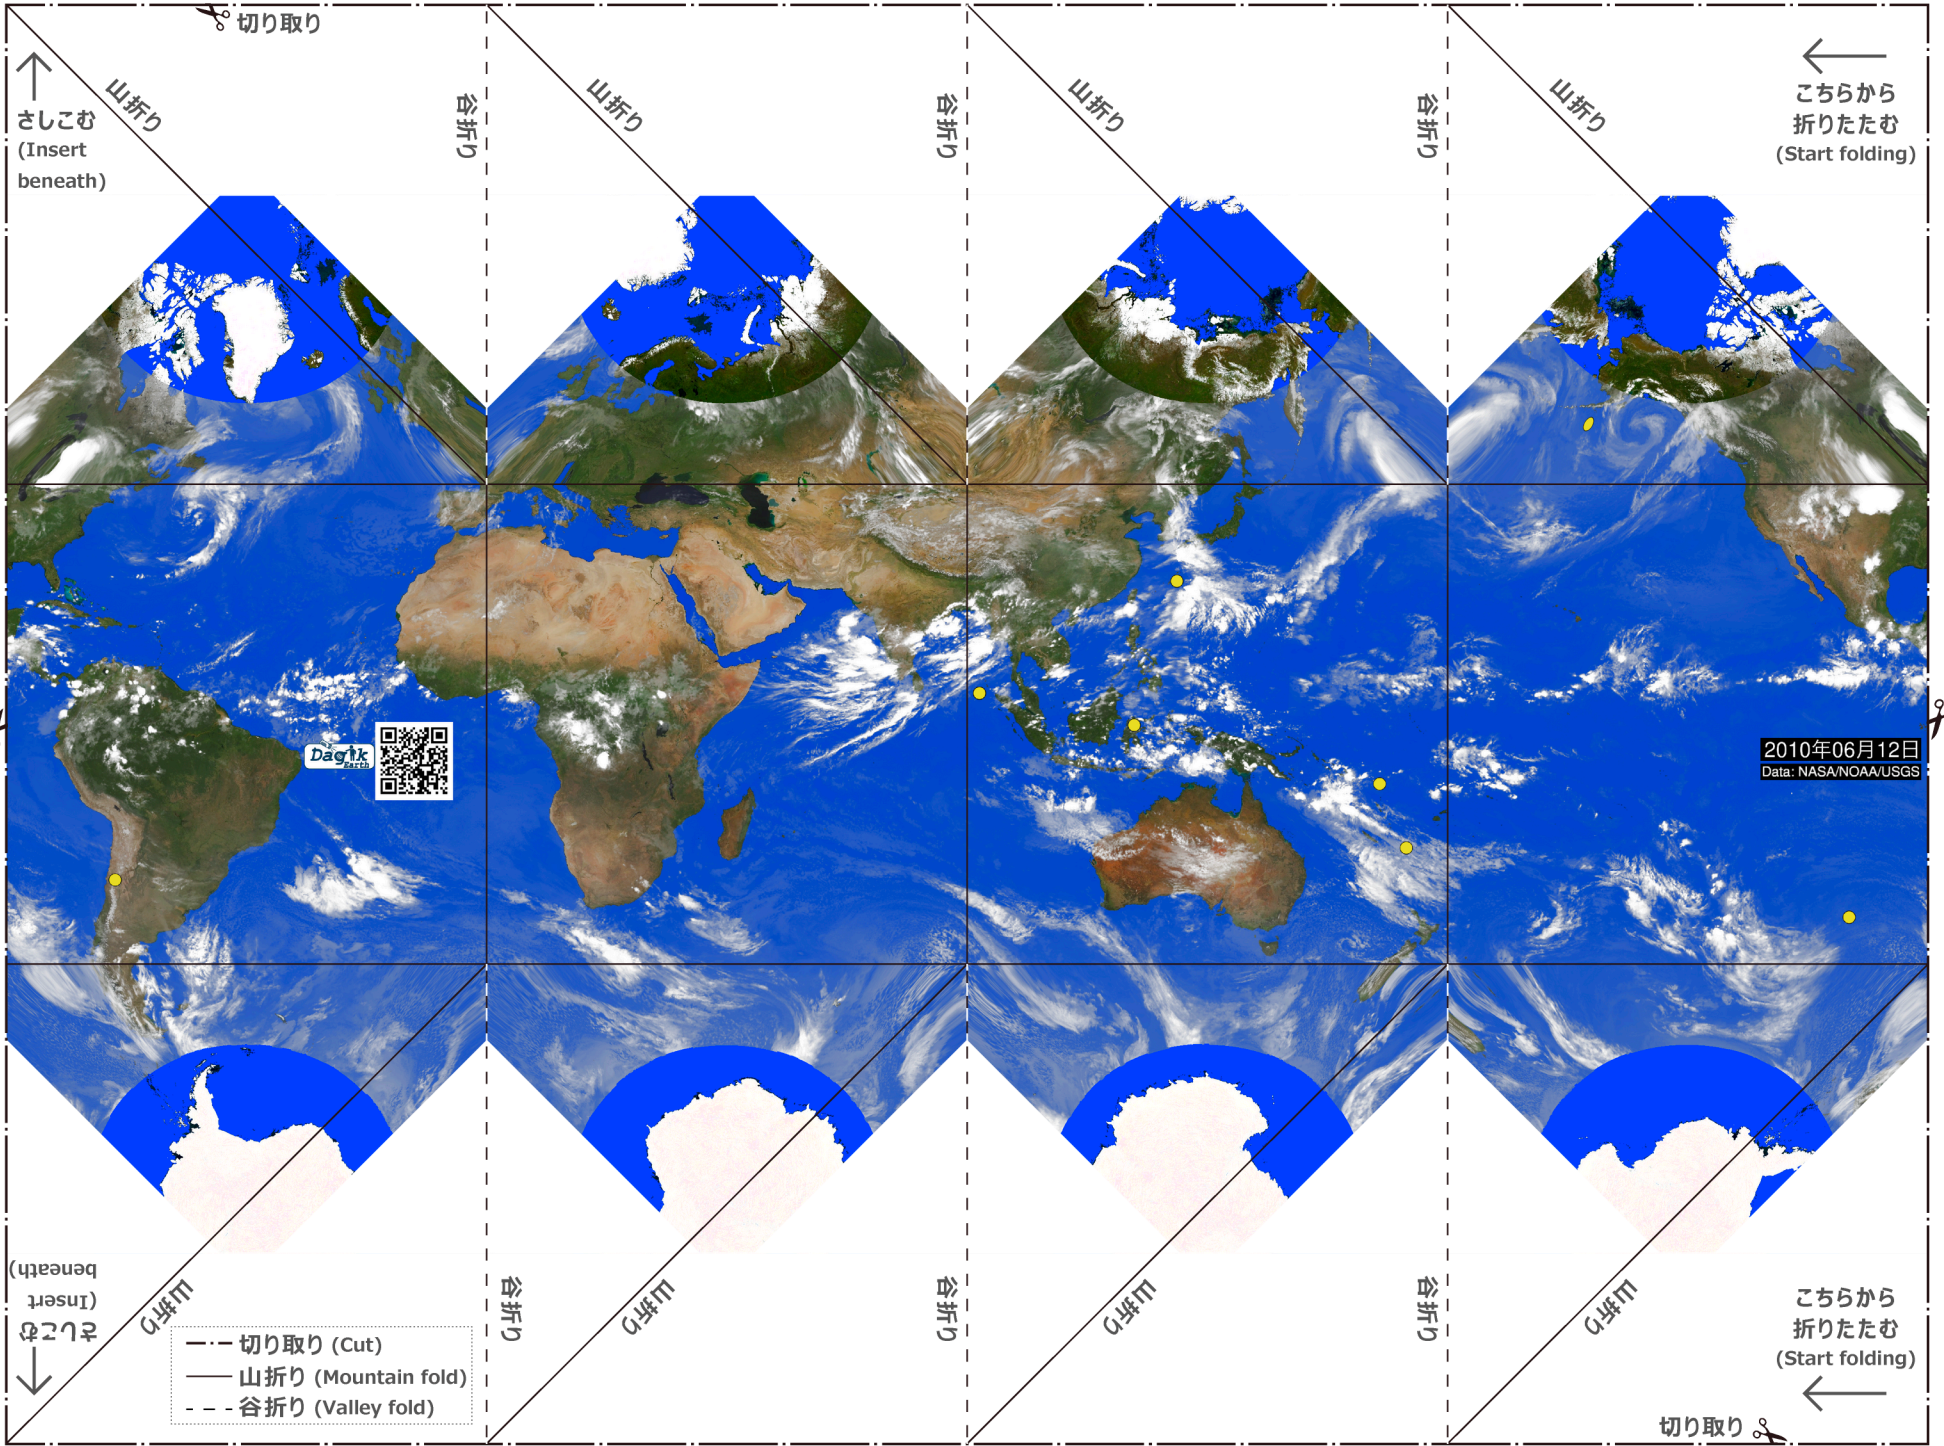 切り取り
山折り
谷折り
山折り
谷折り
山折り
谷折り
山折り
さしこむ
(Insert
beneath)
こちらから
折りたたむ
(Start folding)
Dagik
Earth
2010年06月12日
Data: NASA/NOAA/USGS
さしこむ
(Insert
beneath)
山折り
谷折り
山折り
谷折り
山折り
谷折り
山折り
こちらから
折りたたむ
(Start folding)
切り取り (Cut)
山折り (Mountain fold)
谷折り (Valley fold)
切り取り